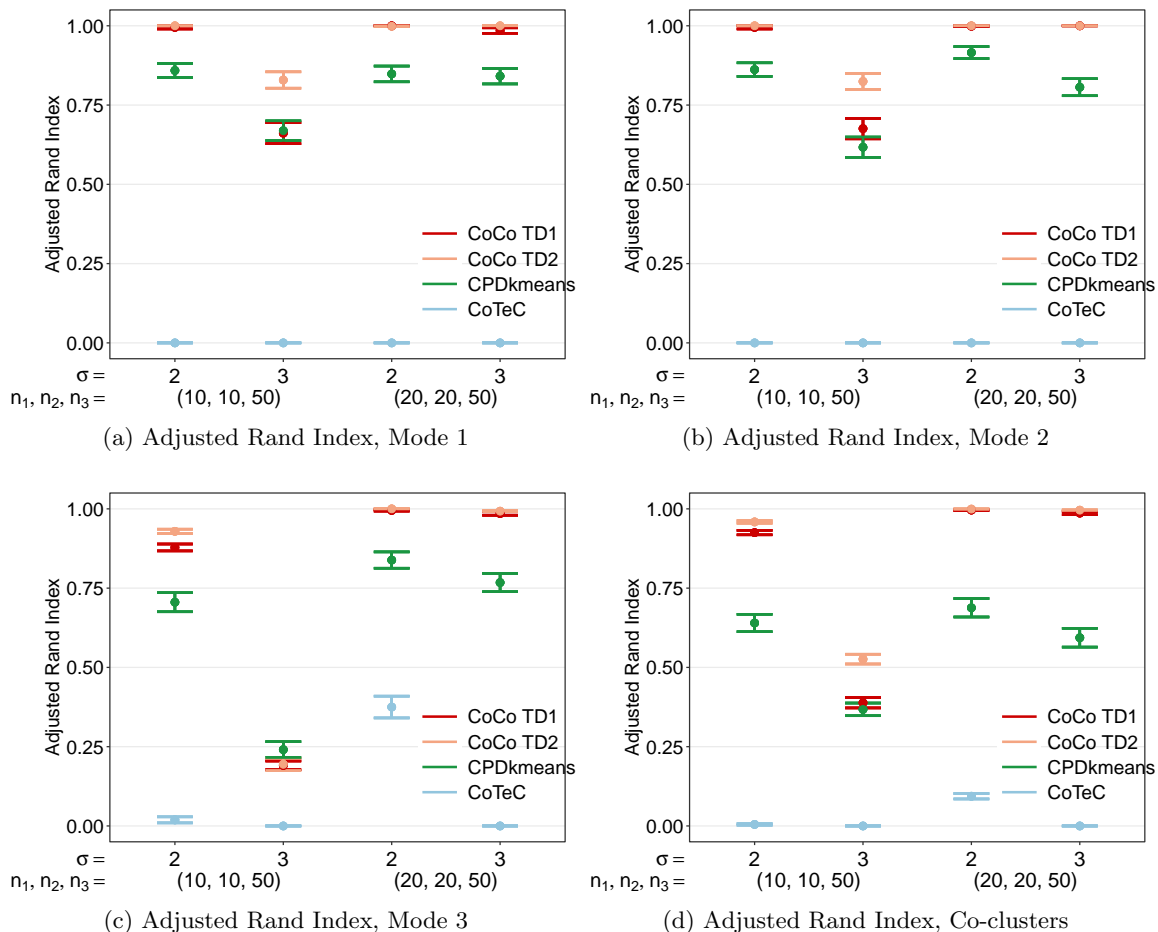 Adjusted Rand Index
1.00
0.75
0.50
0.25
0.00
CoCo TD1
CoCo TD2
CPDkmeans
CoTeC
σ = 2 3 2 3
n₁, n₂, n₃ = (10, 10, 50) (20, 20, 50)
(a) Adjusted Rand Index, Mode 1
Adjusted Rand Index
1.00
0.75
0.50
0.25
0.00
CoCo TD1
CoCo TD2
CPDkmeans
CoTeC
σ = 2 3 2 3
n₁, n₂, n₃ = (10, 10, 50) (20, 20, 50)
(b) Adjusted Rand Index, Mode 2
Adjusted Rand Index
1.00
0.75
0.50
0.25
0.00
CoCo TD1
CoCo TD2
CPDkmeans
CoTeC
σ = 2 3 2 3
n₁, n₂, n₃ = (10, 10, 50) (20, 20, 50)
(c) Adjusted Rand Index, Mode 3
Adjusted Rand Index
1.00
0.75
0.50
0.25
0.00
CoCo TD1
CoCo TD2
CPDkmeans
CoTeC
σ = 2 3 2 3
n₁, n₂, n₃ = (10, 10, 50) (20, 20, 50)
(d) Adjusted Rand Index, Co-clusters